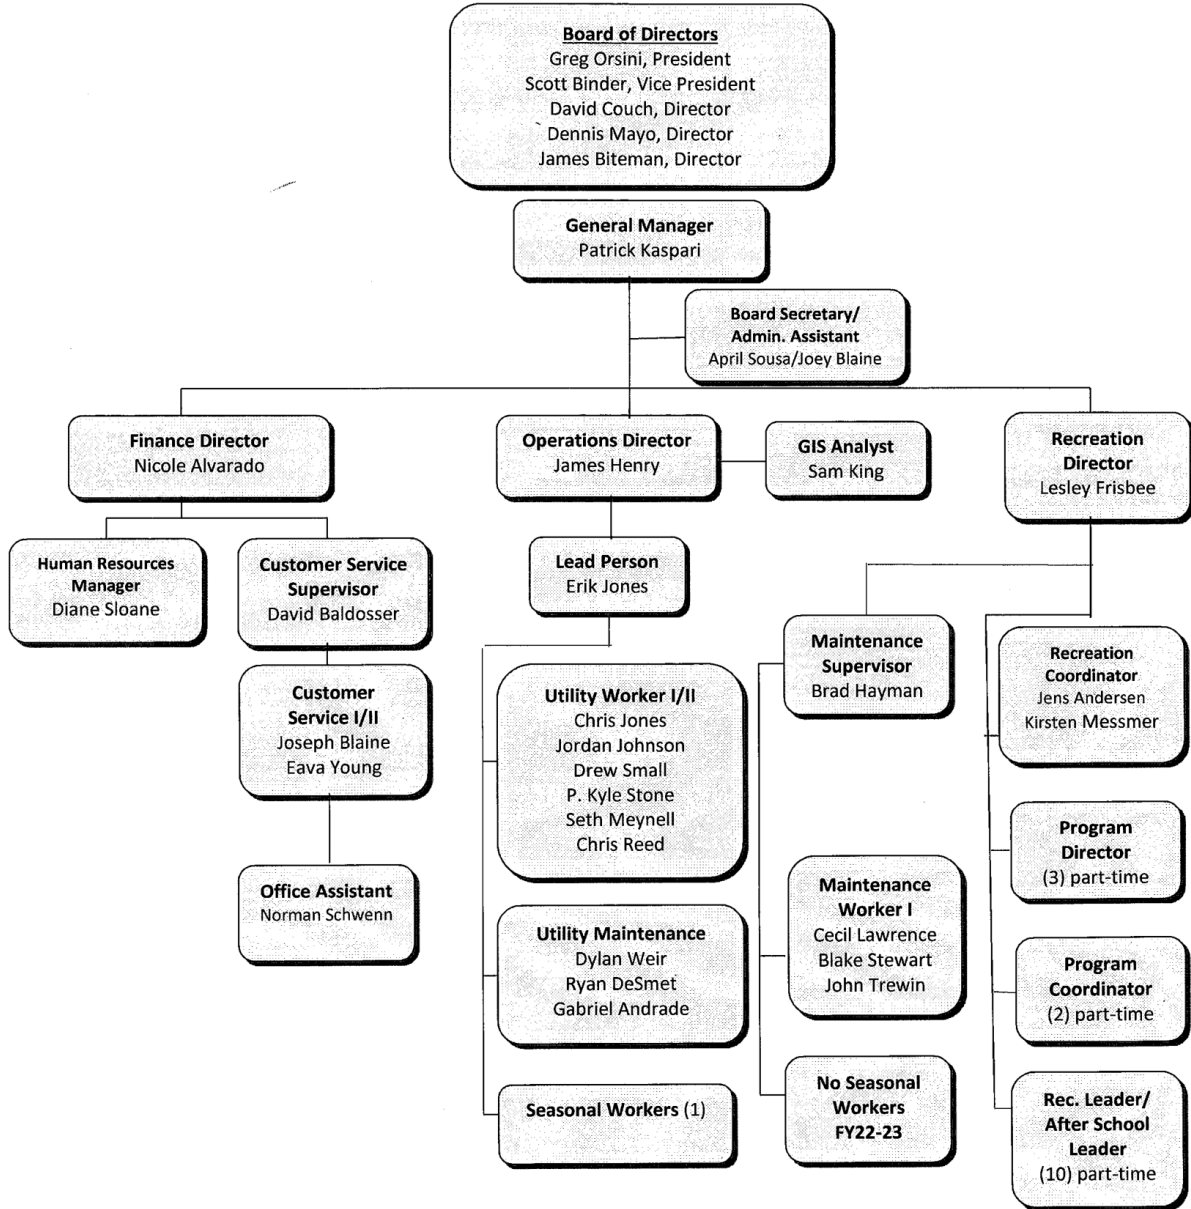 Board of Directors
Greg Orsini, President
Scott Binder, Vice President
David Couch, Director
Dennis Mayo, Director
James Biteman, Director
General Manager
Patrick Kaspari
Board Secretary/
Admin. Assistant
April Sousa/Joey Blaine
Finance Director
Nicole Alvarado
Operations Director
James Henry
GIS Analyst
Sam King
Recreation
Director
Lesley Frisbee
Human Resources
Manager
Diane Sloane
Customer Service
Supervisor
David Baldosser
Lead Person
Erik Jones
Maintenance
Supervisor
Brad Hayman
Recreation
Coordinator
Jens Andersen
Kirsten Messmer
Customer
Service I/II
Joseph Blaine
Eava Young
Utility Worker I/II
Chris Jones
Jordan Johnson
Drew Small
P. Kyle Stone
Seth Meynell
Chris Reed
Program
Director
(3) part-time
Office Assistant
Norman Schwenn
Maintenance
Worker I
Cecil Lawrence
Blake Stewart
John Trewin
Utility Maintenance
Dylan Weir
Ryan DeSmet
Gabriel Andrade
Program
Coordinator
(2) part-time
Seasonal Workers (1)
No Seasonal
Workers
FY22-23
Rec. Leader/
After School
Leader
(10) part-time